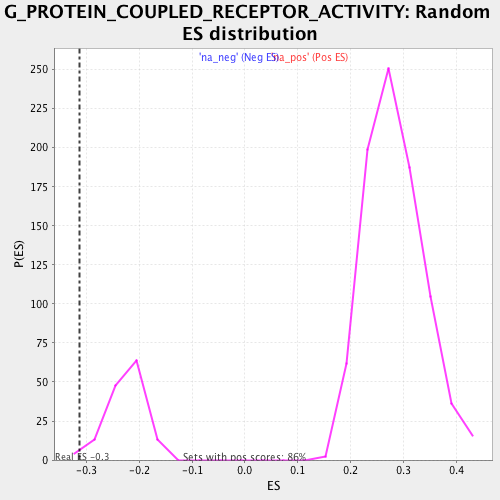 G_PROTEIN_COUPLED_RECEPTOR_ACTIVITY: Random
ES distribution
'na_neg' (Neg ES)
'na_pos' (Pos ES)
250
225
200
175
150
125
100
75
50
25
0
P(ES)
Real ES -0.3
Sets with pos scores: 86%
-0.3 -0.2 -0.1 0.0 0.1 0.2 0.3 0.4
ES